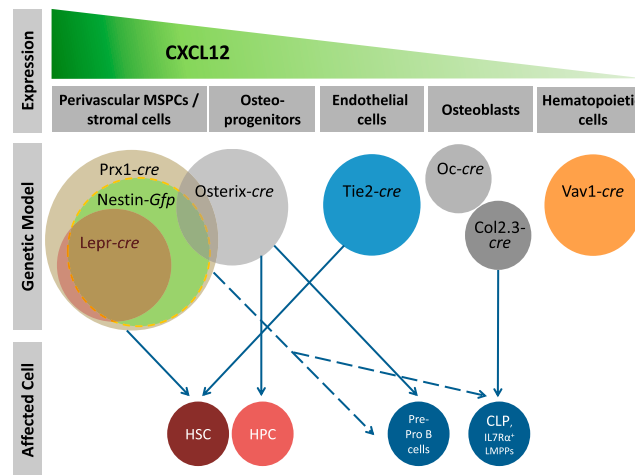 Expression
CXCL12
Perivascular MSPCs /
stromal cells
Osteo-
progenitors
Endothelial
cells
Osteoblasts
Hematopoietic
cells
Genetic Model
Prx1-cre
Nestin-Gfp
Lepr-cre
Osterix-cre
Tie2-cre
Oc-cre
Col2.3-
cre
Vav1-cre
Affected Cell
HSC
HPC
Pre-
Pro B
cells
CLP,
IL7Rα⁺
LMPPs